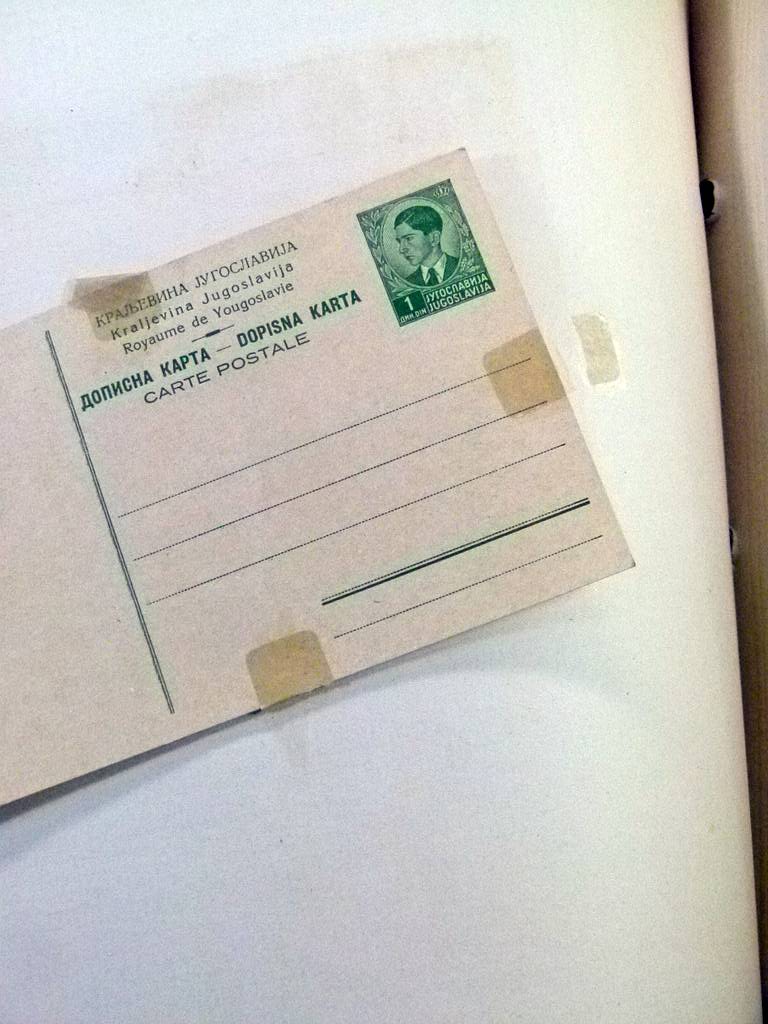 КРАЉЕВИНА ЈУГОСЛАВИЈА
Kraljevina Jugoslavija
Royaume de Yougoslavie
ДОПИСНА КАРТА — DOPISNA KARTA
CARTE POSTALE
1
ДИН. DIN
ЈУГОСЛАВИЈА
JUGOSLAVIJA